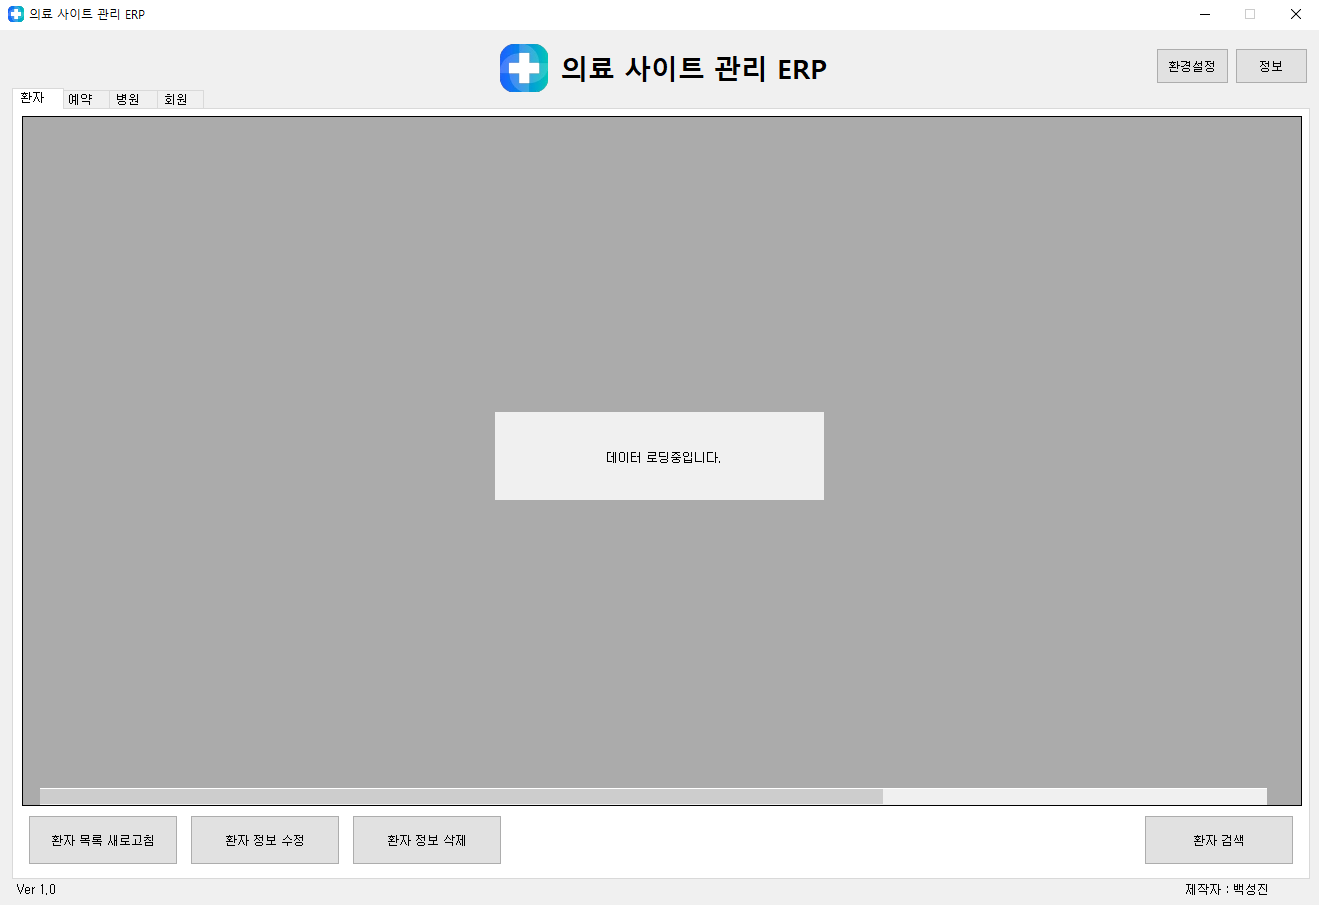 의료 사이트 관리 ERP
의료 사이트 관리 ERP
환경설정 정보
환자 예약 병원 회원
데이터 로딩중입니다.
환자 목록 새로고침 환자 정보 수정 환자 정보 삭제 환자 검색
Ver 1.0 제작자 : 백성진